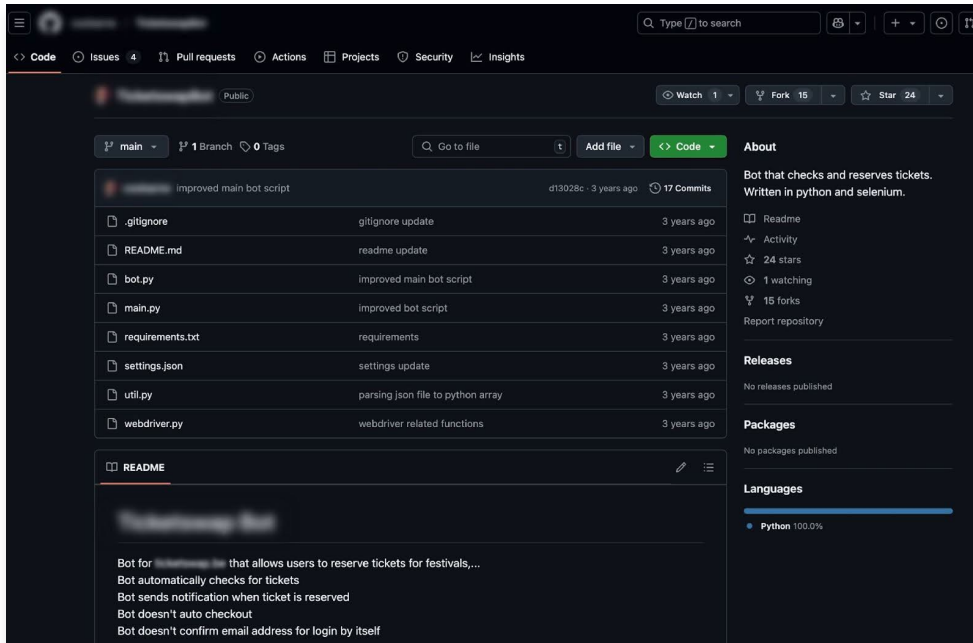 Type / to search
Code
Issues 4
Pull requests
Actions
Projects
Security
Insights
Public
Watch 1
Fork 15
Star 24
main
1 Branch
0 Tags
Go to file
t
Add file
Code
improved main bot script
d13028c · 3 years ago
17 Commits
.gitignore gitignore update 3 years ago
README.md readme update 3 years ago
bot.py improved main bot script 3 years ago
main.py improved bot script 3 years ago
requirements.txt requirements 3 years ago
settings.json settings update 3 years ago
util.py parsing json file to python array 3 years ago
webdriver.py webdriver related functions 3 years ago
README
Bot for that allows users to reserve tickets for festivals,...
Bot automatically checks for tickets
Bot sends notification when ticket is reserved
Bot doesn't auto checkout
Bot doesn't confirm email address for login by itself
About
Bot that checks and reserves tickets.
Written in python and selenium.
Readme
Activity
24 stars
1 watching
15 forks
Report repository
Releases
No releases published
Packages
No packages published
Languages
Python 100.0%